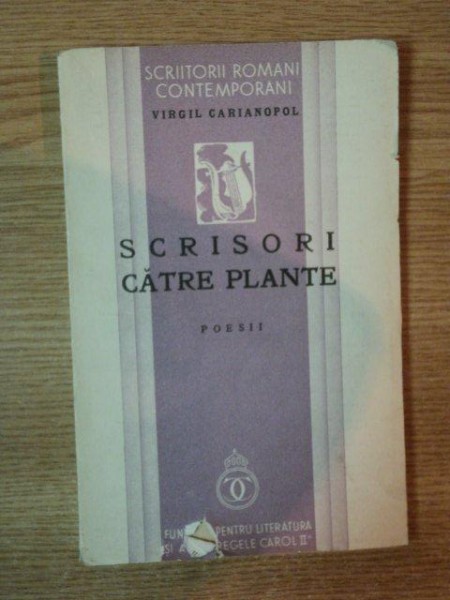 SCRIITORII ROMANI
CONTEMPORANI
VIRGIL CARIANOPOL
SCRISORI
CĂTRE PLANTE
POESII
PENTRU LITERATURA
REGELE CAROL II"